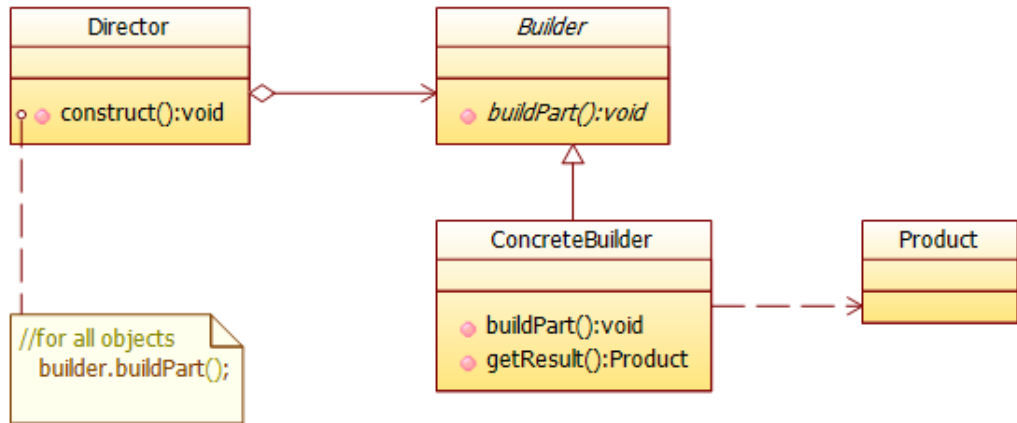 Director
construct():void
Builder
buildPart():void
ConcreteBuilder
buildPart():void
getResult():Product
Product
//for all objects
builder.buildPart();